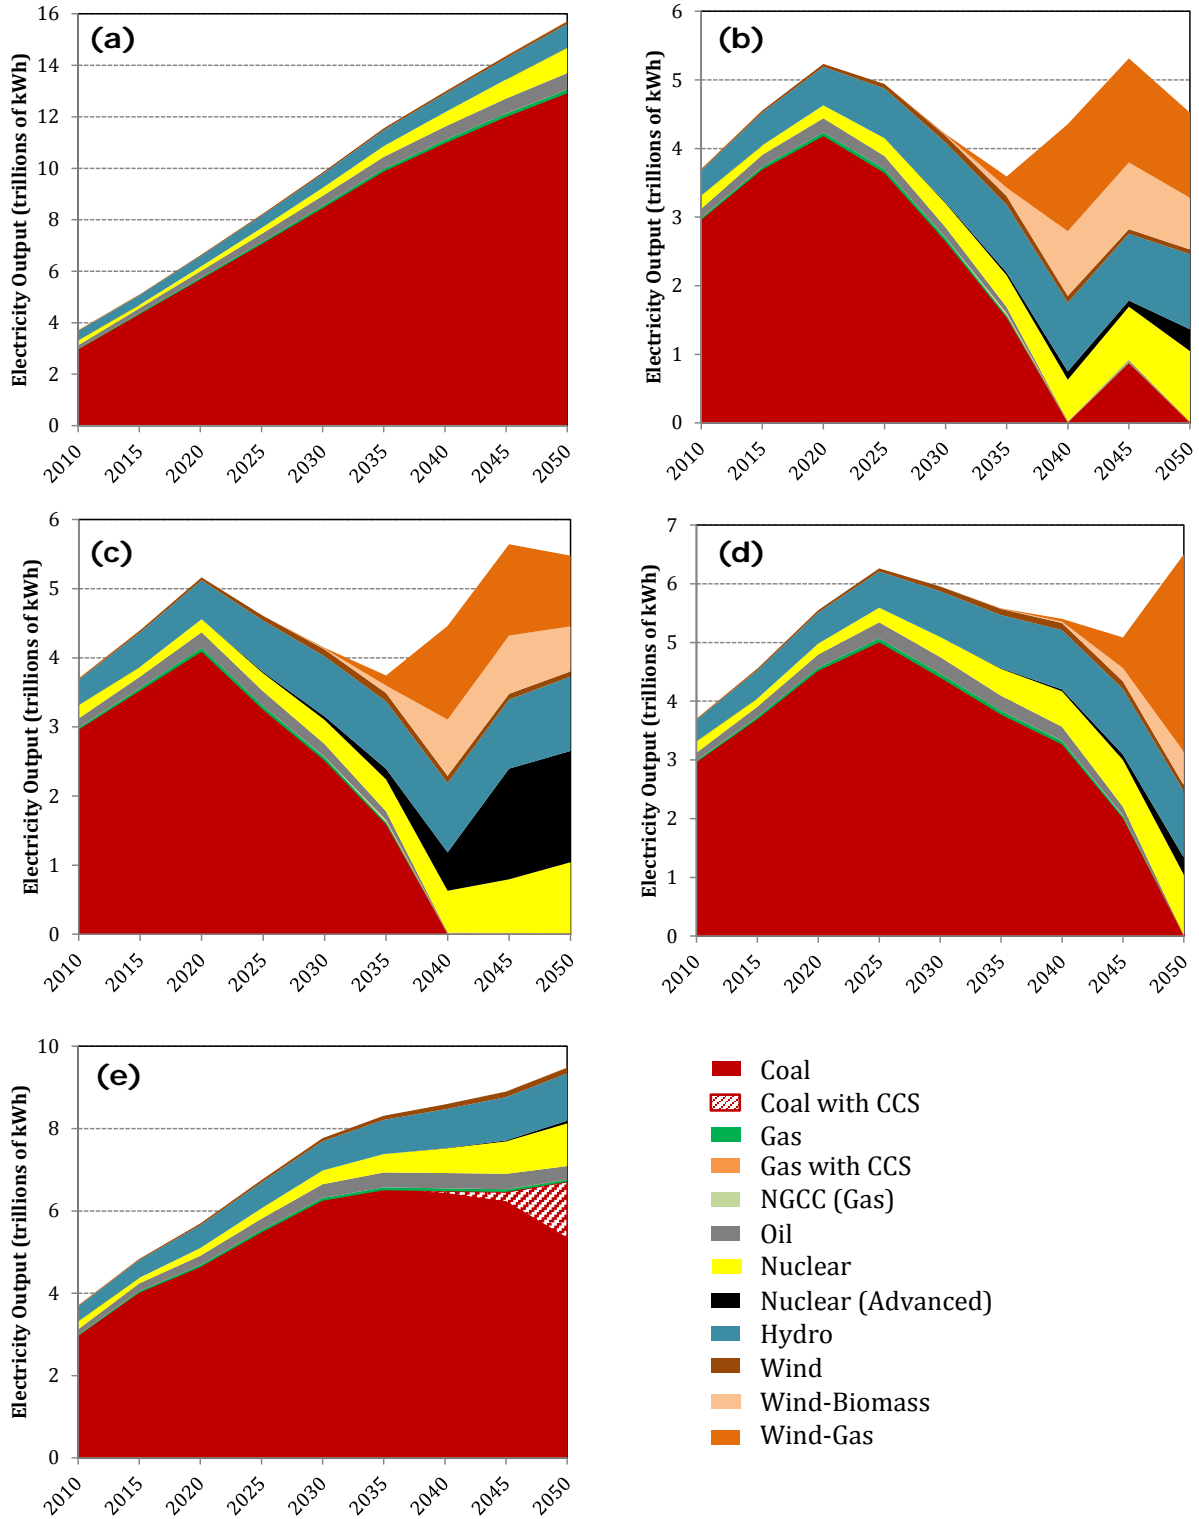 (a)
Electricity Output (trillions of kWh)
16
14
12
10
8
6
4
2
0
2010 2015 2020 2025 2030 2035 2040 2045 2050
(b)
Electricity Output (trillions of kWh)
6
5
4
3
2
1
0
2010 2015 2020 2025 2030 2035 2040 2045 2050
(c)
Electricity Output (trillions of kWh)
6
5
4
3
2
1
0
2010 2015 2020 2025 2030 2035 2040 2045 2050
(d)
Electricity Output (trillions of kWh)
7
6
5
4
3
2
1
0
2010 2015 2020 2025 2030 2035 2040 2045 2050
(e)
Electricity Output (trillions of kWh)
10
8
6
4
2
0
2010 2015 2020 2025 2030 2035 2040 2045 2050
Coal
Coal with CCS
Gas
Gas with CCS
NGCC (Gas)
Oil
Nuclear
Nuclear (Advanced)
Hydro
Wind
Wind-Biomass
Wind-Gas